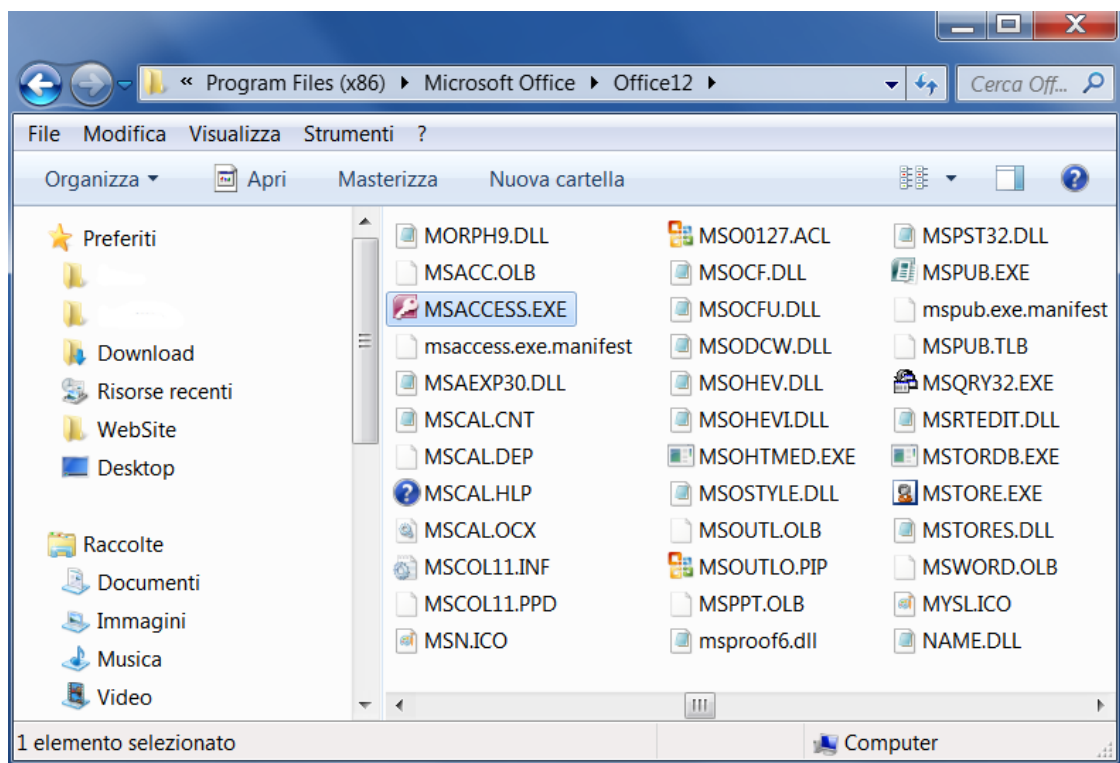 « Program Files (x86) Microsoft Office Office12
Cerca Off...
File Modifica Visualizza Strumenti ?
Organizza Apri Masterizza Nuova cartella
Preferiti
Download
Risorse recenti
WebSite
Desktop
Raccolte
Documenti
Immagini
Musica
Video
MORPH9.DLL
MSACC.OLB
MSACCESS.EXE
msaccess.exe.manifest
MSAEXP30.DLL
MSCAL.CNT
MSCAL.DEP
MSCAL.HLP
MSCAL.OCX
MSCOL11.INF
MSCOL11.PPD
MSN.ICO
MSO0127.ACL
MSOCF.DLL
MSOCFU.DLL
MSODCW.DLL
MSOHEV.DLL
MSOHEVI.DLL
MSOHTMED.EXE
MSOSTYLE.DLL
MSOUTL.OLB
MSOUTLO.PIP
MSPPT.OLB
msproof6.dll
MSPST32.DLL
MSPUB.EXE
mspub.exe.manifest
MSPUB.TLB
MSQRY32.EXE
MSRTEDIT.DLL
MSTORDB.EXE
MSTORE.EXE
MSTORES.DLL
MSWORD.OLB
MYSL.ICO
NAME.DLL
1 elemento selezionato
Computer